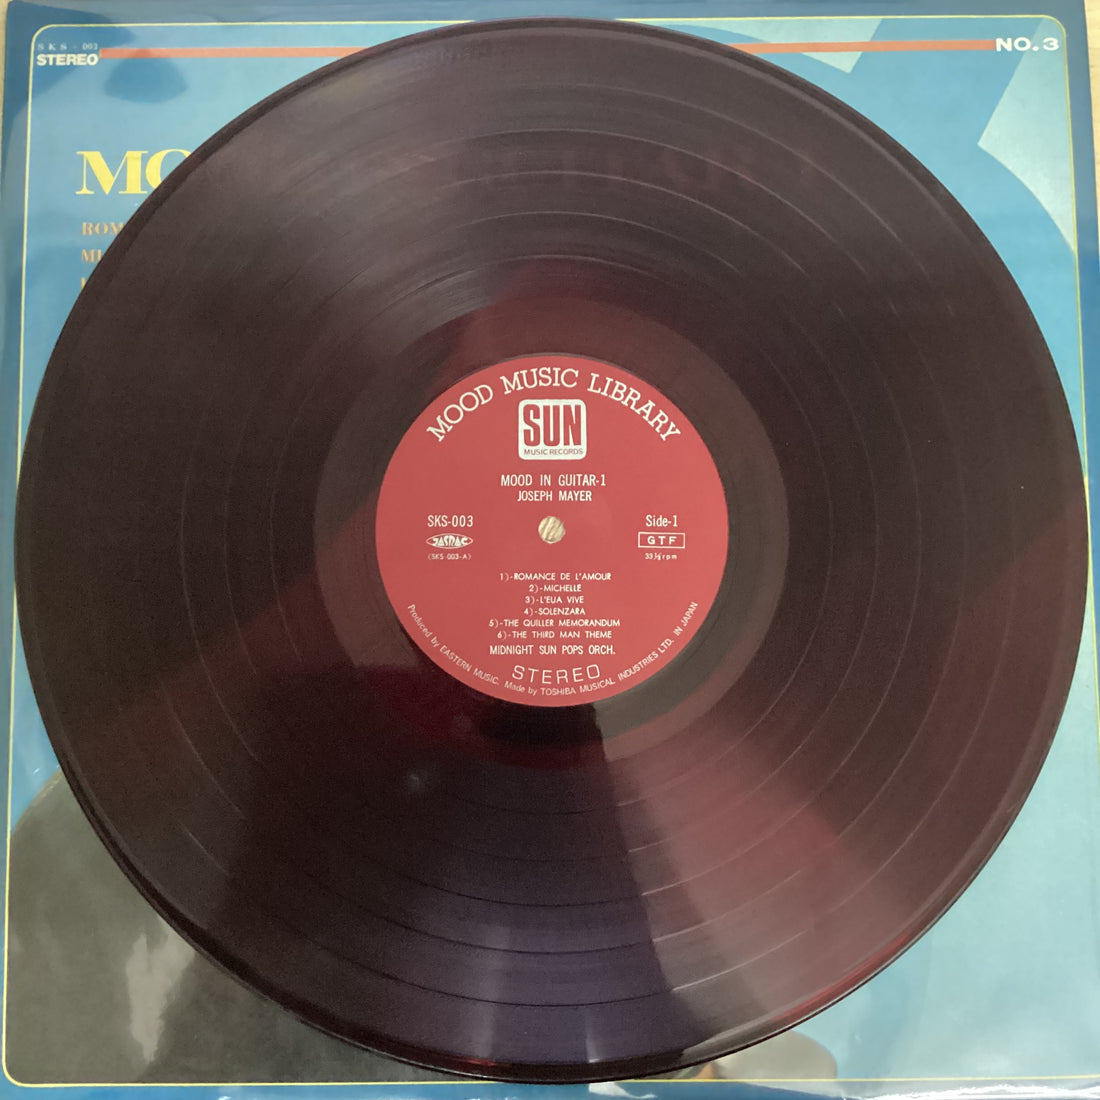 SKS-003
STEREO
NO.3
MOOD MUSIC LIBRARY
SUN
MUSIC RECORDS
MOOD IN GUITAR-1
JOSEPH MAYER
SKS-003
Side-1
JASRAC
GTF
(SKS-003-A)
33 ⅓ rpm
1)-ROMANCE DE L'AMOUR
2)-MICHELLE
3)-L'EUA VIVE
4)-SOLENZARA
5)-THE QUILLER MEMORANDUM
6)-THE THIRD MAN THEME
MIDNIGHT SUN POPS ORCH.
STEREO
Produced by EASTERN MUSIC. Made by TOSHIBA MUSICAL INDUSTRIES LTD. IN JAPAN